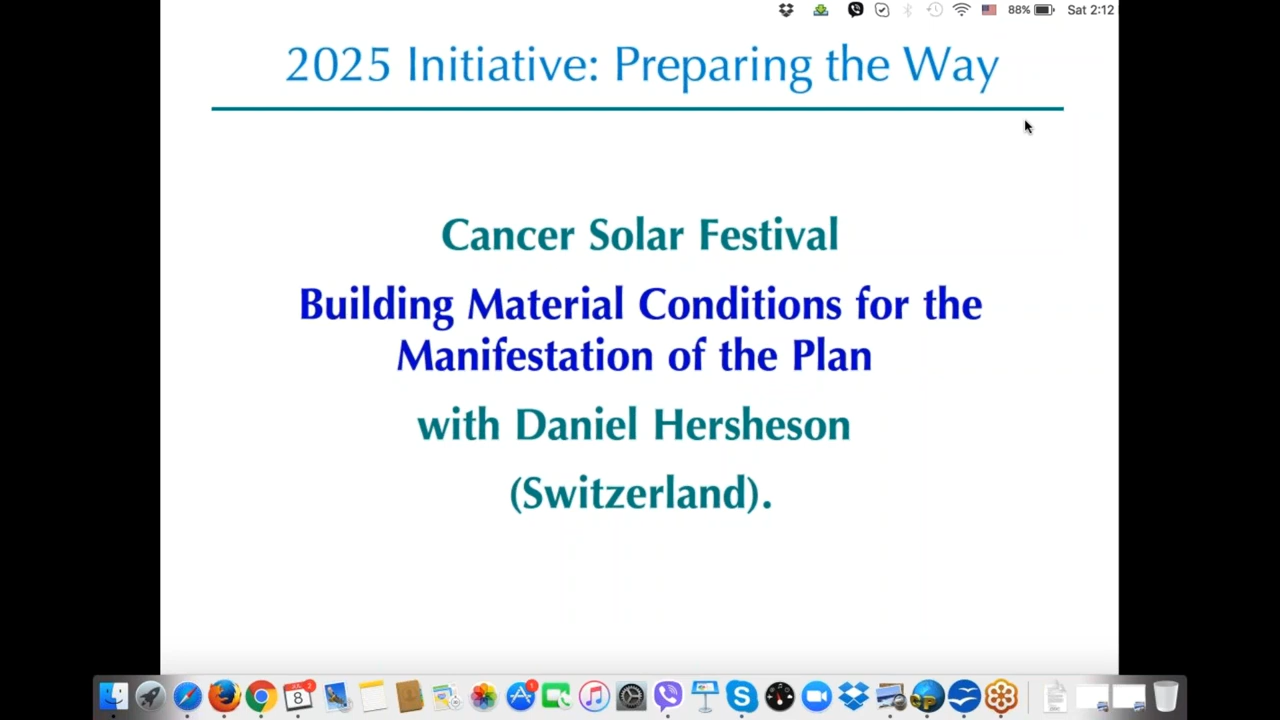 88% Sat 2:12
2025 Initiative: Preparing the Way
Cancer Solar Festival
Building Material Conditions for the
Manifestation of the Plan
with Daniel Hersheson
(Switzerland).
8